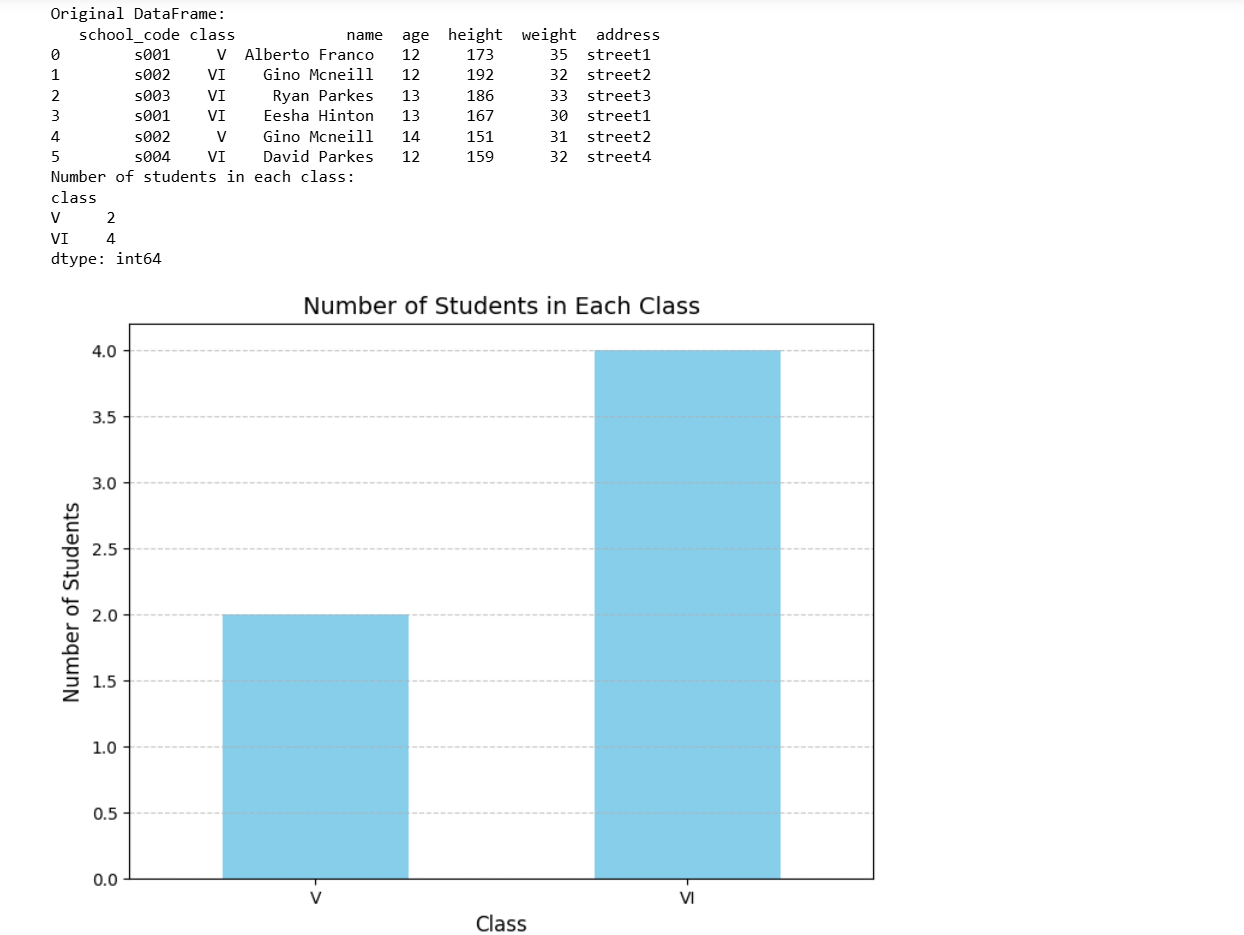 Original DataFrame:
school_code class name age height weight address
0 s001 V Alberto Franco 12 173 35 street1
1 s002 VI Gino Mcneill 12 192 32 street2
2 s003 VI Ryan Parkes 13 186 33 street3
3 s001 VI Eesha Hinton 13 167 30 street1
4 s002 V Gino Mcneill 14 151 31 street2
5 s004 VI David Parkes 12 159 32 street4
Number of students in each class:
class
V 2
VI 4
dtype: int64
Number of Students in Each Class
Number of Students
4.0
3.5
3.0
2.5
2.0
1.5
1.0
0.5
0.0
V VI
Class